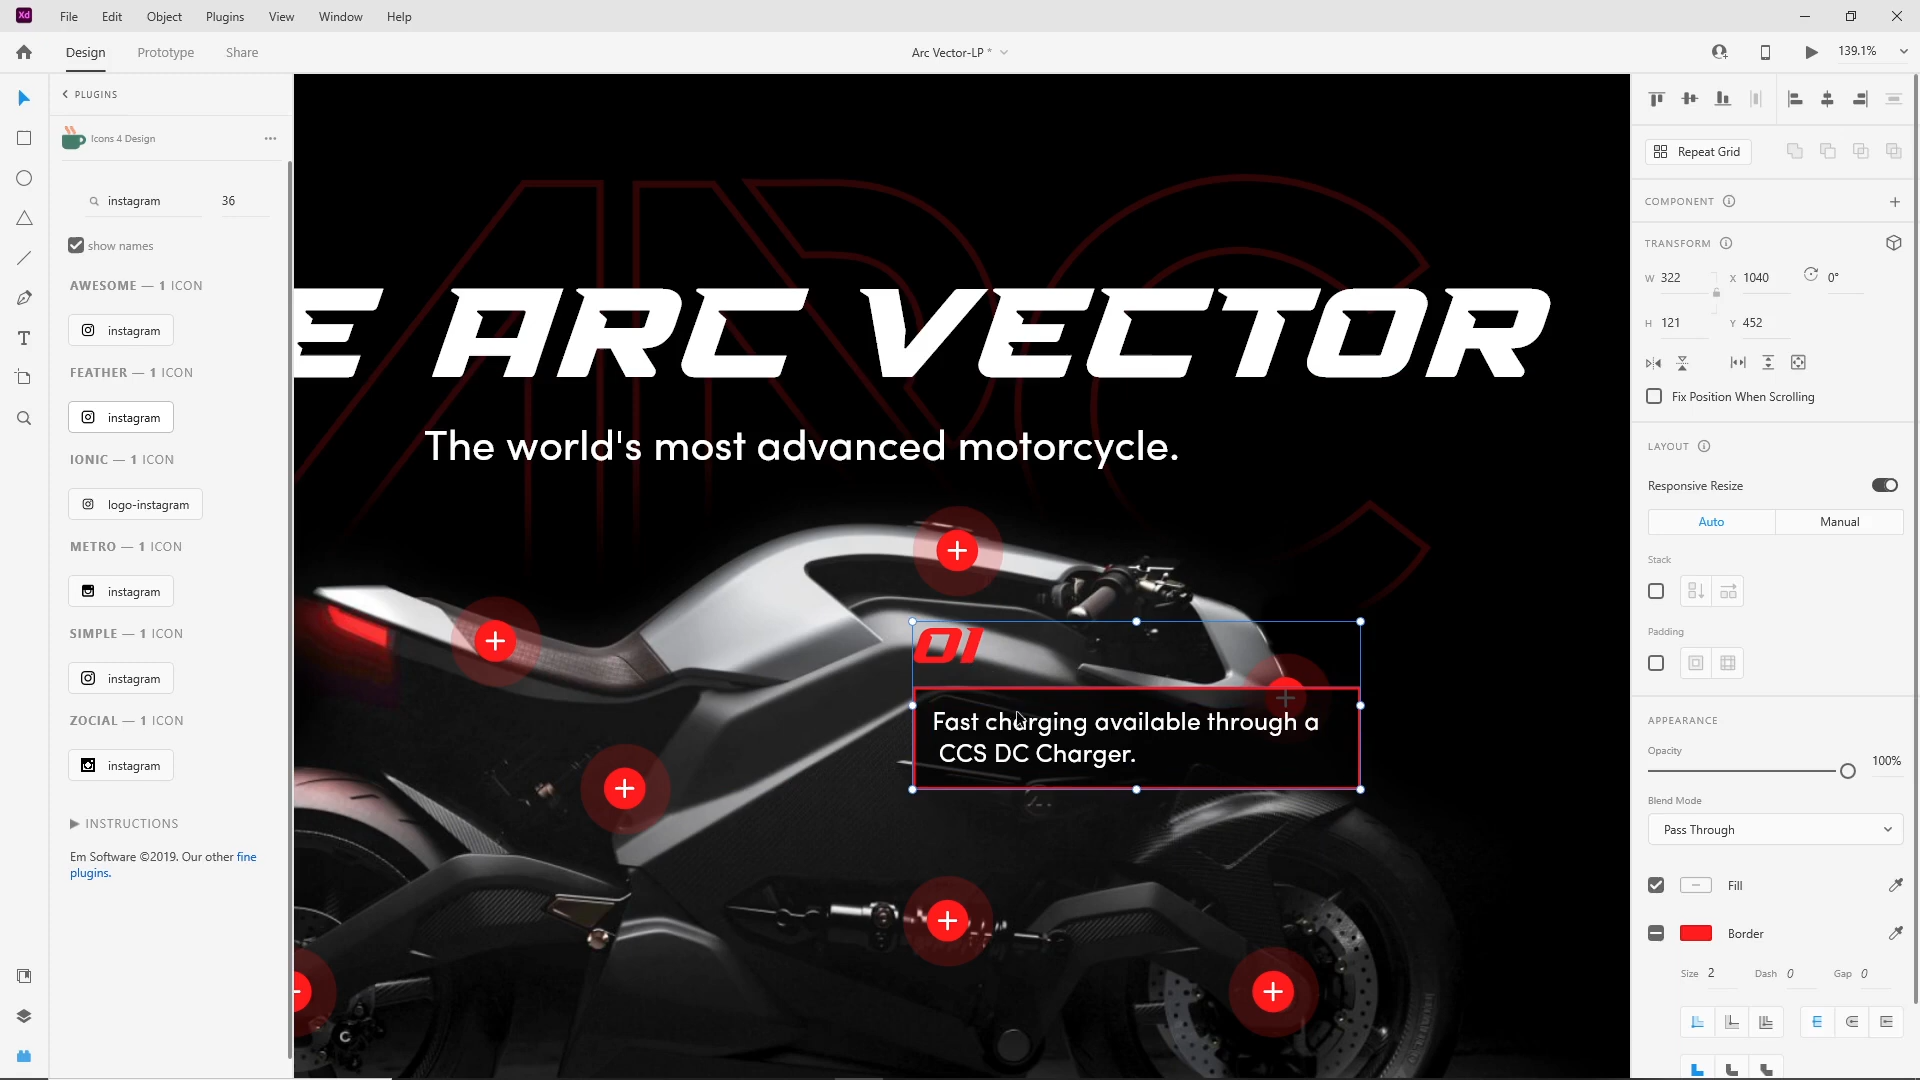 Xd File Edit Object Plugins View Window Help
Design Prototype Share Arc Vector-LP * 139.1%
PLUGINS
Icons 4 Design
instagram 36
show names
AWESOME — 1 ICON
instagram
FEATHER — 1 ICON
instagram
IONIC — 1 ICON
logo-instagram
METRO — 1 ICON
instagram
SIMPLE — 1 ICON
instagram
ZOCIAL — 1 ICON
instagram
INSTRUCTIONS
Em Software ©2019. Our other fine
plugins.
ARC
E ARC VECTOR
The world's most advanced motorcycle.
01
Fast charging available through a
CCS DC Charger.
Repeat Grid
COMPONENT
TRANSFORM
W 322 X 1040 0°
H 121 Y 452
Fix Position When Scrolling
LAYOUT
Responsive Resize
Auto Manual
Stack
Padding
APPEARANCE
Opacity
100%
Blend Mode
Pass Through
Fill
Border
Size 2 Dash 0 Gap 0